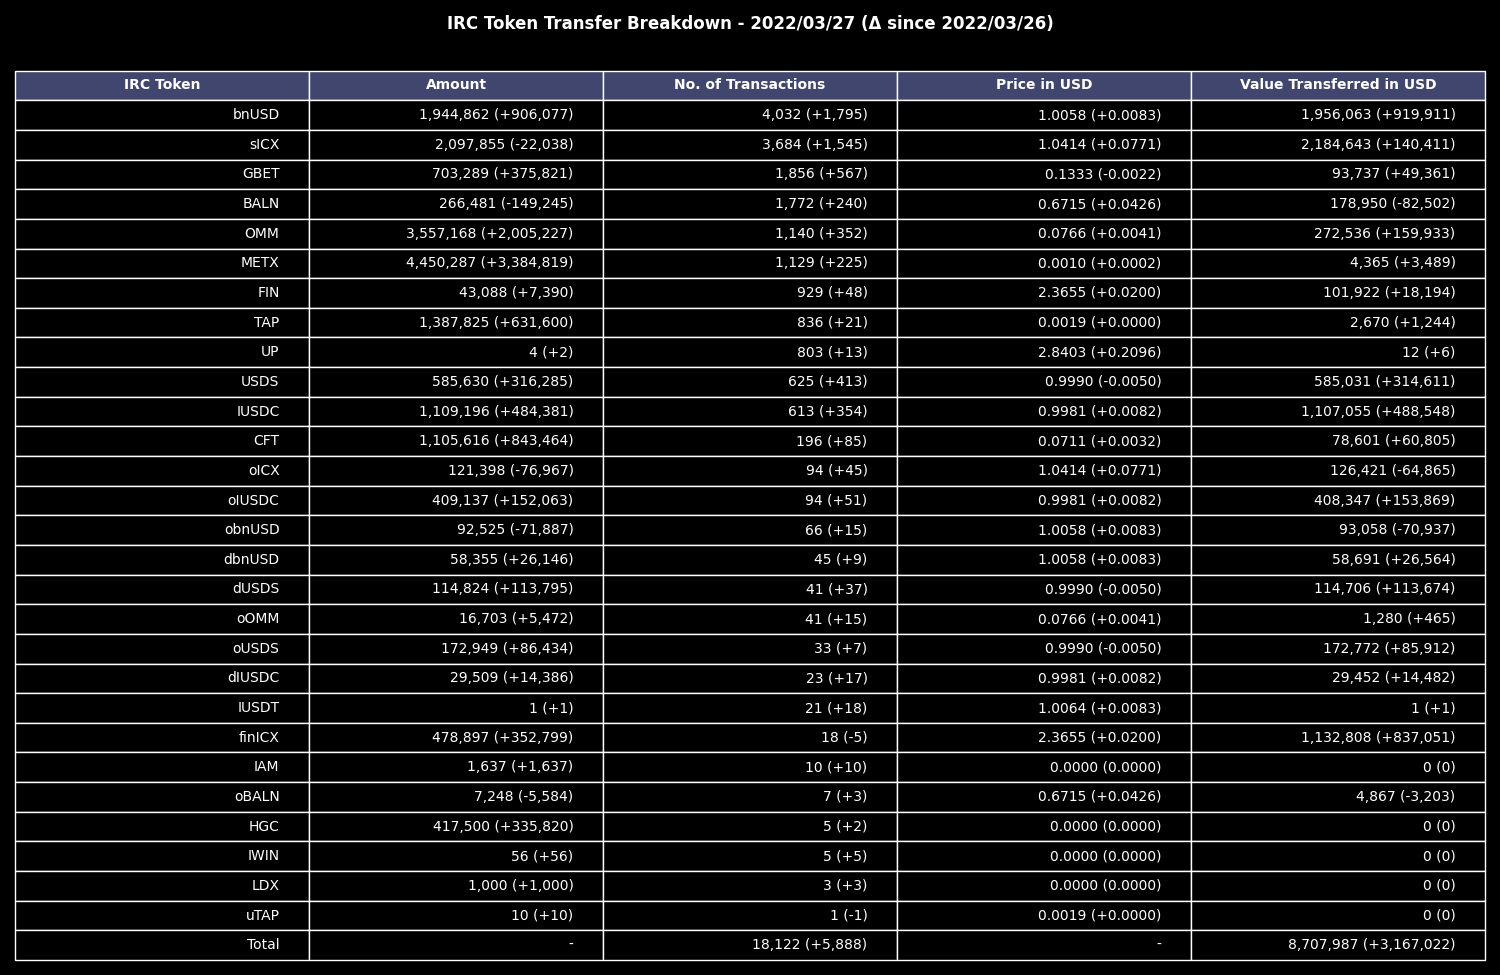 IRC Token Transfer Breakdown - 2022/03/27 (Δ since 2022/03/26)
IRC Token Amount No. of Transactions Price in USD Value Transferred in USD
bnUSD 1,944,862 (+906,077) 4,032 (+1,795) 1.0058 (+0.0083) 1,956,063 (+919,911)
sICX 2,097,855 (-22,038) 3,684 (+1,545) 1.0414 (+0.0771) 2,184,643 (+140,411)
GBET 703,289 (+375,821) 1,856 (+567) 0.1333 (-0.0022) 93,737 (+49,361)
BALN 266,481 (-149,245) 1,772 (+240) 0.6715 (+0.0426) 178,950 (-82,502)
OMM 3,557,168 (+2,005,227) 1,140 (+352) 0.0766 (+0.0041) 272,536 (+159,933)
METX 4,450,287 (+3,384,819) 1,129 (+225) 0.0010 (+0.0002) 4,365 (+3,489)
FIN 43,088 (+7,390) 929 (+48) 2.3655 (+0.0200) 101,922 (+18,194)
TAP 1,387,825 (+631,600) 836 (+21) 0.0019 (+0.0000) 2,670 (+1,244)
UP 4 (+2) 803 (+13) 2.8403 (+0.2096) 12 (+6)
USDS 585,630 (+316,285) 625 (+413) 0.9990 (-0.0050) 585,031 (+314,611)
IUSDC 1,109,196 (+484,381) 613 (+354) 0.9981 (+0.0082) 1,107,055 (+488,548)
CFT 1,105,616 (+843,464) 196 (+85) 0.0711 (+0.0032) 78,601 (+60,805)
oICX 121,398 (-76,967) 94 (+45) 1.0414 (+0.0771) 126,421 (-64,865)
oIUSDC 409,137 (+152,063) 94 (+51) 0.9981 (+0.0082) 408,347 (+153,869)
obnUSD 92,525 (-71,887) 66 (+15) 1.0058 (+0.0083) 93,058 (-70,937)
dbnUSD 58,355 (+26,146) 45 (+9) 1.0058 (+0.0083) 58,691 (+26,564)
dUSDS 114,824 (+113,795) 41 (+37) 0.9990 (-0.0050) 114,706 (+113,674)
oOMM 16,703 (+5,472) 41 (+15) 0.0766 (+0.0041) 1,280 (+465)
oUSDS 172,949 (+86,434) 33 (+7) 0.9990 (-0.0050) 172,772 (+85,912)
dIUSDC 29,509 (+14,386) 23 (+17) 0.9981 (+0.0082) 29,452 (+14,482)
IUSDT 1 (+1) 21 (+18) 1.0064 (+0.0083) 1 (+1)
finICX 478,897 (+352,799) 18 (-5) 2.3655 (+0.0200) 1,132,808 (+837,051)
IAM 1,637 (+1,637) 10 (+10) 0.0000 (0.0000) 0 (0)
oBALN 7,248 (-5,584) 7 (+3) 0.6715 (+0.0426) 4,867 (-3,203)
HGC 417,500 (+335,820) 5 (+2) 0.0000 (0.0000) 0 (0)
IWIN 56 (+56) 5 (+5) 0.0000 (0.0000) 0 (0)
LDX 1,000 (+1,000) 3 (+3) 0.0000 (0.0000) 0 (0)
uTAP 10 (+10) 1 (-1) 0.0019 (+0.0000) 0 (0)
Total - 18,122 (+5,888) - 8,707,987 (+3,167,022)